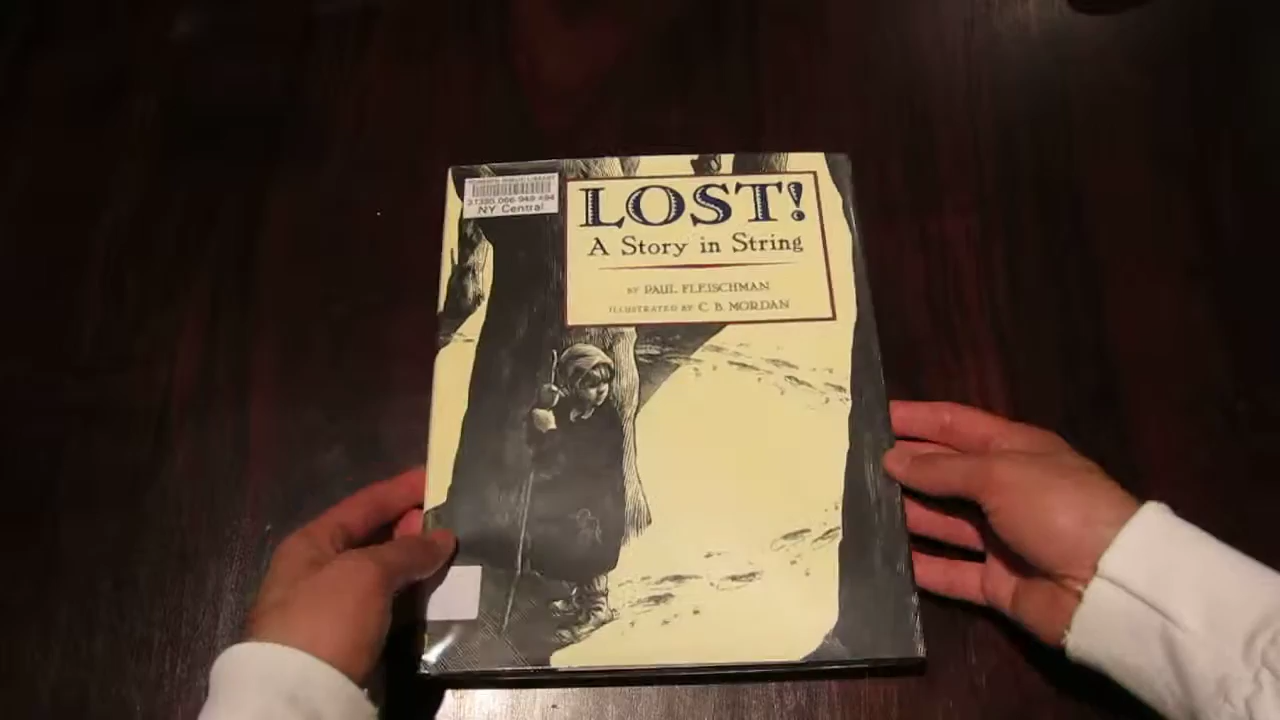 NY Central
LOST!
A Story in String
BY PAUL FLEISCHMAN
ILLUSTRATED BY C. B. MORDAN